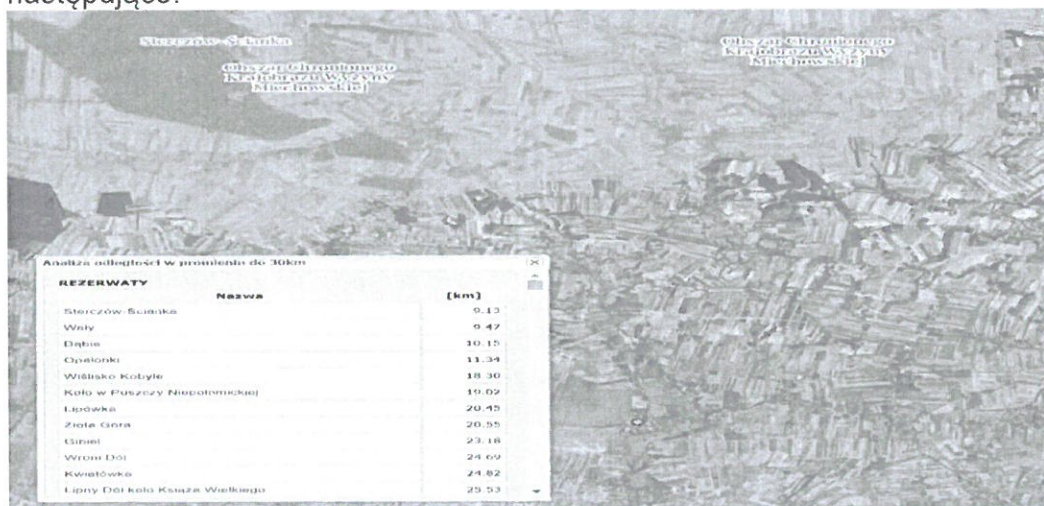 następująco:
Sterczów-Ścianka
Obszar Chronionego
Krajobrazu Wyżyny
Miechowskiej
Obszar Chronionego
Krajobrazu Wyżyny
Miechowskiej
Analiza odległości w promieniu do 30km
REZERWATY
Nazwa [km]
Sterczów-Ścianka 9.13
Wały 9.47
Dąbie 10.15
Opalonki 11.34
Wiślisko Kobyle 18.30
Koło w Puszczy Niepołomickiej 19.02
Lipówka 20.45
Złota Góra 20.55
Gibiel 23.18
Wroni Dół 24.69
Kwiatówka 24.82
Lipny Dół koło Książa Wielkiego 25.53